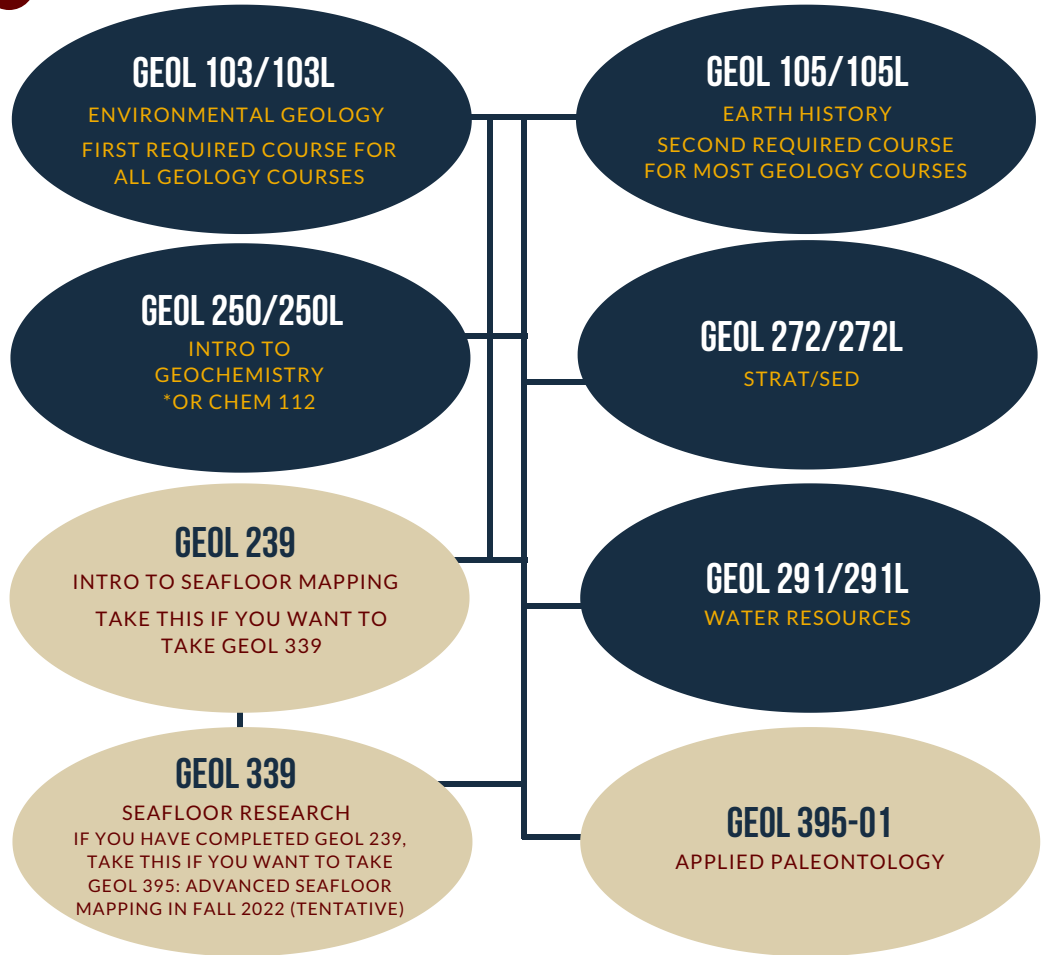 GEOL 103/103L
ENVIRONMENTAL GEOLOGY
FIRST REQUIRED COURSE FOR
ALL GEOLOGY COURSES
GEOL 105/105L
EARTH HISTORY
SECOND REQUIRED COURSE
FOR MOST GEOLOGY COURSES
GEOL 250/250L
INTRO TO
GEOCHEMISTRY
*OR CHEM 112
GEOL 272/272L
STRAT/SED
GEOL 239
INTRO TO SEAFLOOR MAPPING
TAKE THIS IF YOU WANT TO
TAKE GEOL 339
GEOL 291/291L
WATER RESOURCES
GEOL 339
SEAFLOOR RESEARCH
IF YOU HAVE COMPLETED GEOL 239,
TAKE THIS IF YOU WANT TO TAKE
GEOL 395: ADVANCED SEAFLOOR
MAPPING IN FALL 2022 (TENTATIVE)
GEOL 395-01
APPLIED PALEONTOLOGY